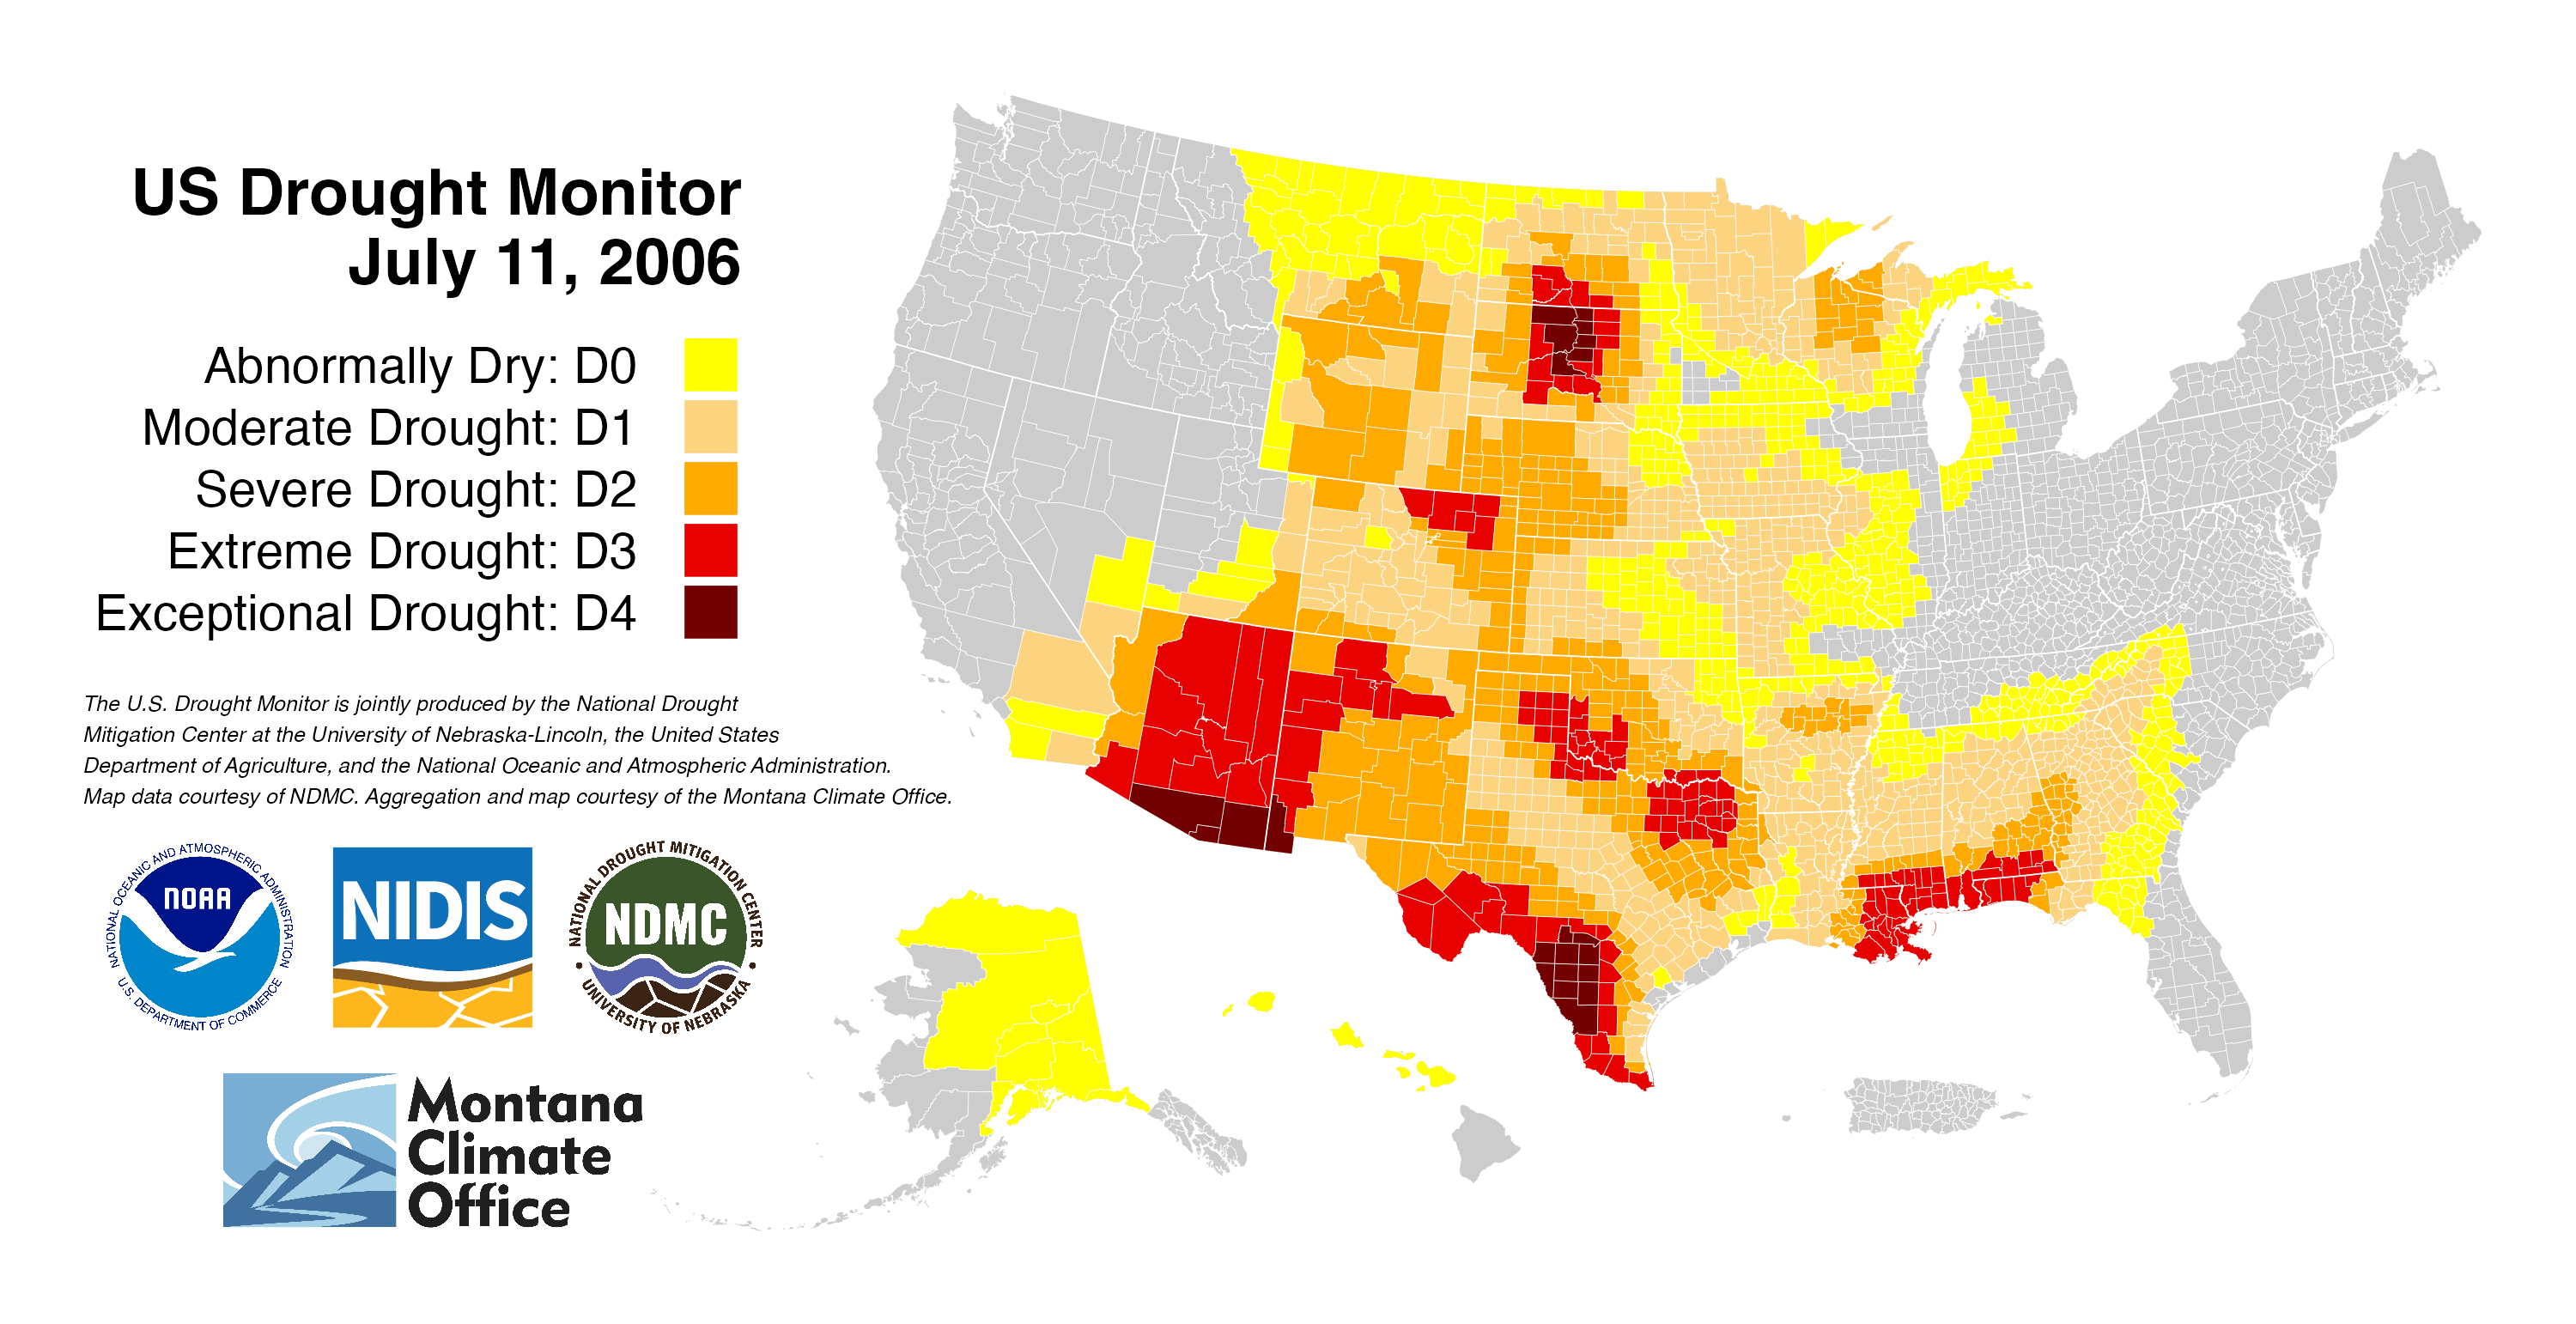 US Drought Monitor
July 11, 2006
Abnormally Dry: D0
Moderate Drought: D1
Severe Drought: D2
Extreme Drought: D3
Exceptional Drought: D4
The U.S. Drought Monitor is jointly produced by the National Drought
Mitigation Center at the University of Nebraska-Lincoln, the United States
Department of Agriculture, and the National Oceanic and Atmospheric Administration.
Map data courtesy of NDMC. Aggregation and map courtesy of the Montana Climate Office.
NATIONAL OCEANIC AND ATMOSPHERIC ADMINISTRATION
NOAA
U.S. DEPARTMENT OF COMMERCE
NIDIS
NATIONAL DROUGHT MITIGATION CENTER
NDMC
UNIVERSITY OF NEBRASKA
Montana
Climate
Office